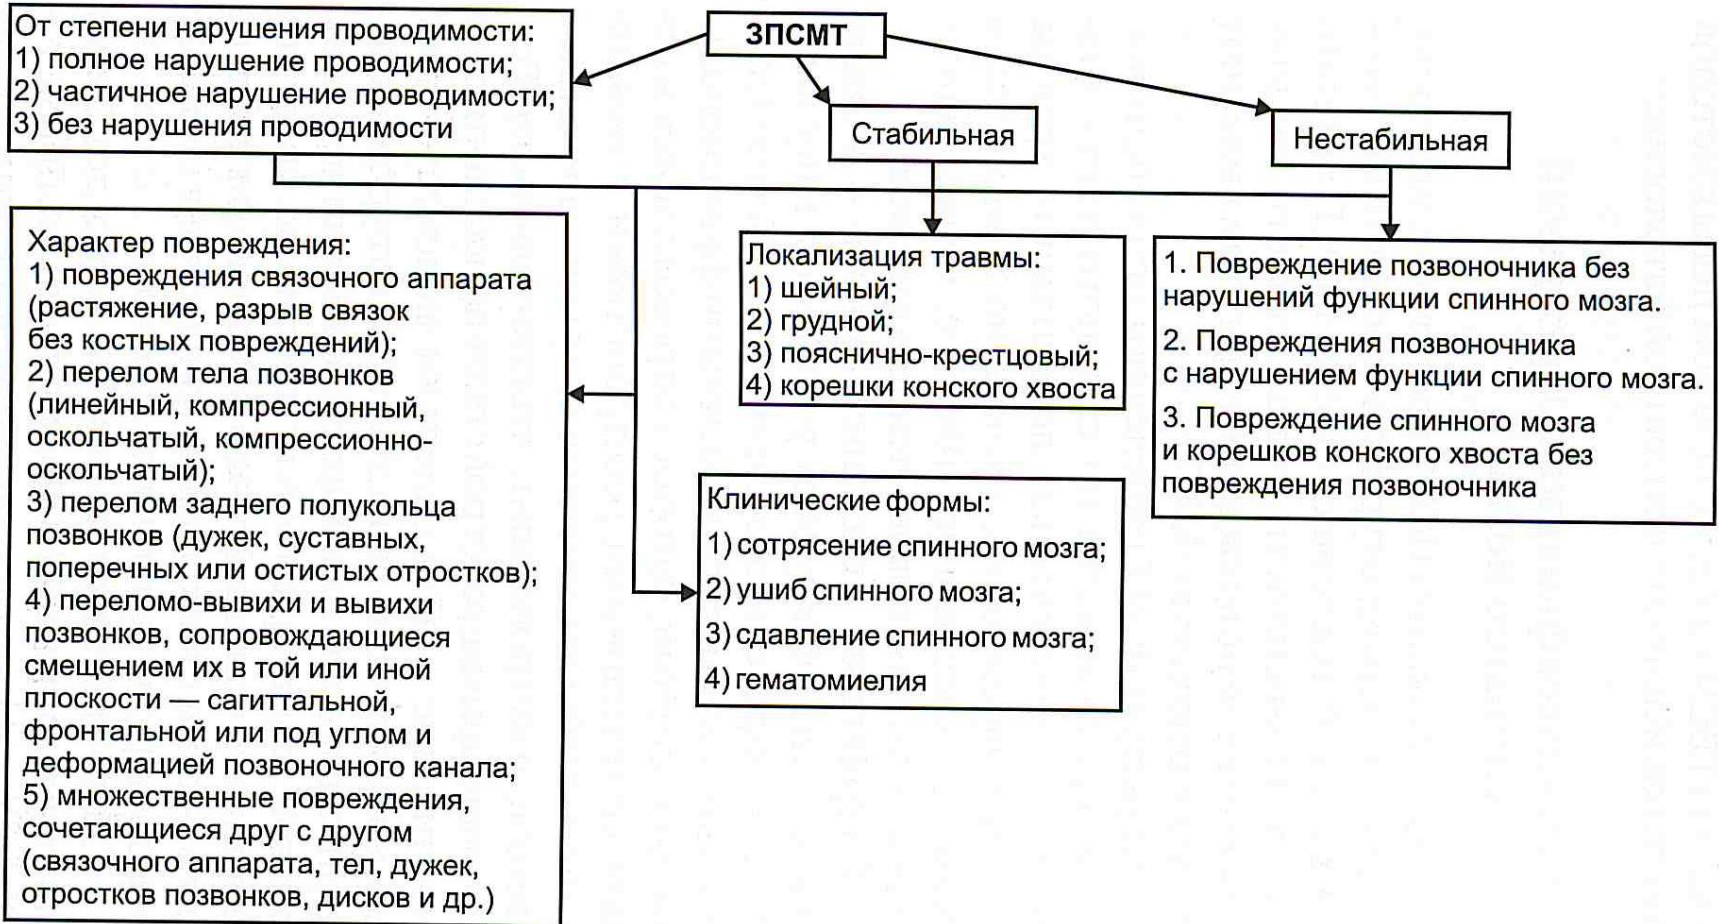 От степени нарушения проводимости:
1) полное нарушение проводимости;
2) частичное нарушение проводимости;
3) без нарушения проводимости
ЗПСМТ
Стабильная
Нестабильная
Характер повреждения:
1) повреждения связочного аппарата
(растяжение, разрыв связок
без костных повреждений);
2) перелом тела позвонков
(линейный, компрессионный,
оскольчатый, компрессионно-
оскольчатый);
3) перелом заднего полукольца
позвонков (дужек, суставных,
поперечных или остистых отростков);
4) переломо-вывихи и вывихи
позвонков, сопровождающиеся
смещением их в той или иной
плоскости — сагиттальной,
фронтальной или под углом и
деформацией позвоночного канала;
5) множественные повреждения,
сочетающиеся друг с другом
(связочного аппарата, тел, дужек,
отростков позвонков, дисков и др.)
Локализация травмы:
1) шейный;
2) грудной;
3) пояснично-крестцовый;
4) корешки конского хвоста
Клинические формы:
1) сотрясение спинного мозга;
2) ушиб спинного мозга;
3) сдавление спинного мозга;
4) гематомиелия
1. Повреждение позвоночника без
нарушений функции спинного мозга.
2. Повреждения позвоночника
с нарушением функции спинного мозга.
3. Повреждение спинного мозга
и корешков конского хвоста без
повреждения позвоночника